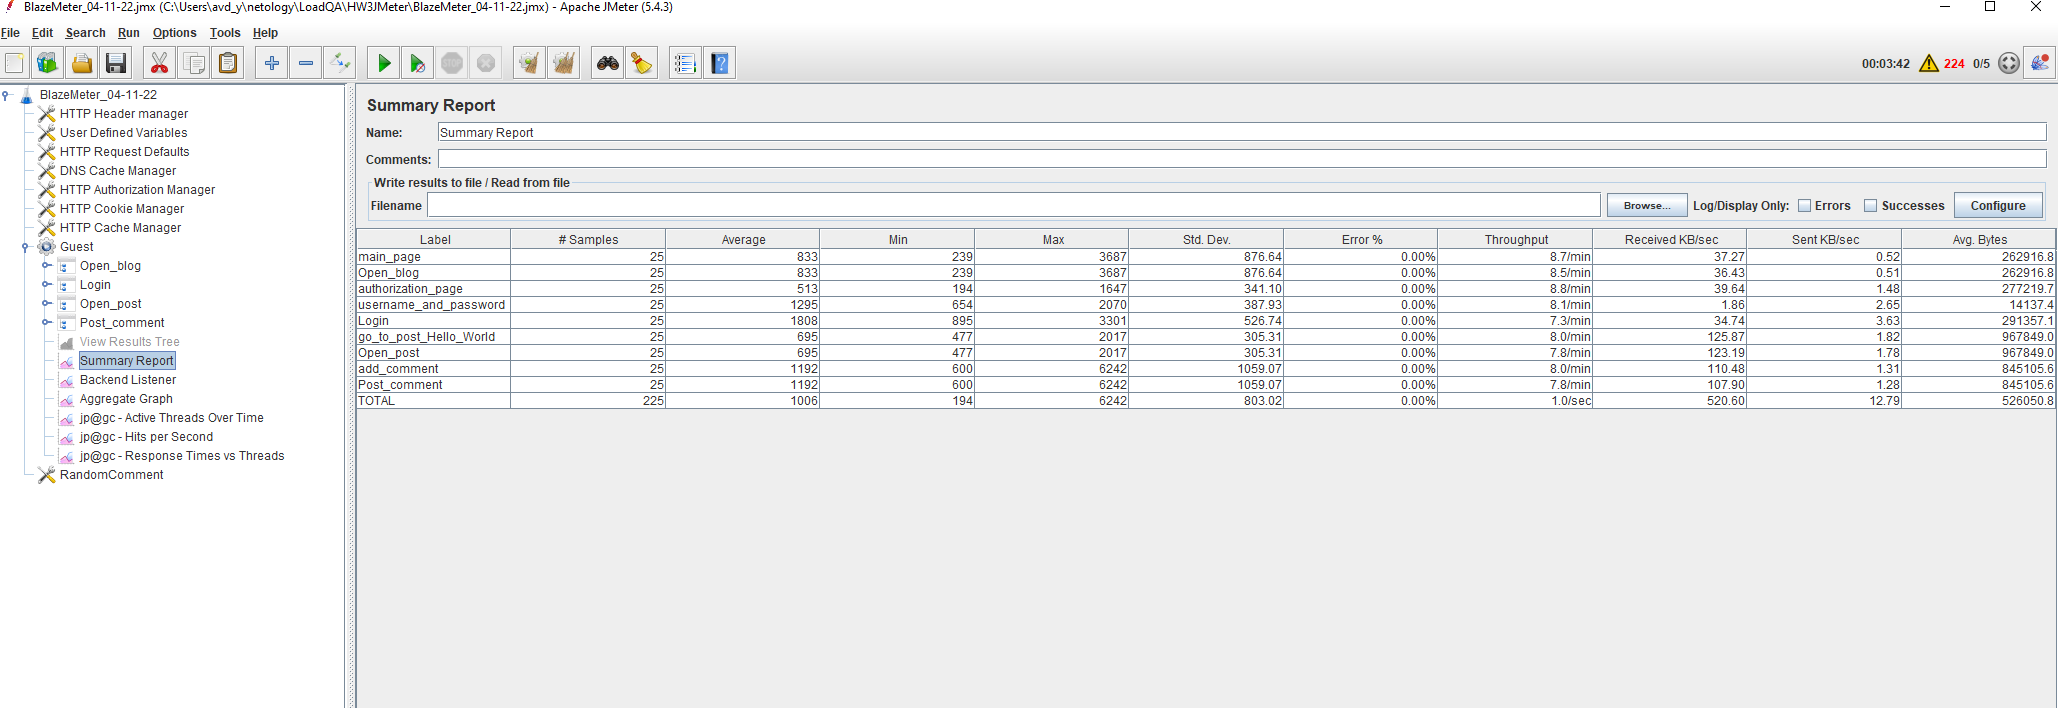 BlazeMeter_04-11-22.jmx (C:\Users\avd_y\netology\LoadQA\HW3JMeter\BlazeMeter_04-11-22.jmx) - Apache JMeter (5.4.3)
File Edit Search Run Options Tools Help
STOP
00:03:42 224 0/5
BlazeMeter_04-11-22
HTTP Header manager
User Defined Variables
HTTP Request Defaults
DNS Cache Manager
HTTP Authorization Manager
HTTP Cookie Manager
HTTP Cache Manager
Guest
Open_blog
Login
Open_post
Post_comment
View Results Tree
Summary Report
Backend Listener
Aggregate Graph
jp@gc - Active Threads Over Time
jp@gc - Hits per Second
jp@gc - Response Times vs Threads
RandomComment
Summary Report
Name: Summary Report
Comments:
Write results to file / Read from file
Filename Browse... Log/Display Only: Errors Successes Configure
Label # Samples Average Min Max Std. Dev. Error % Throughput Received KB/sec Sent KB/sec Avg. Bytes
main_page 25 833 239 3687 876.64 0.00% 8.7/min 37.27 0.52 262916.8
Open_blog 25 833 239 3687 876.64 0.00% 8.5/min 36.43 0.51 262916.8
authorization_page 25 513 194 1647 341.10 0.00% 8.8/min 39.64 1.48 277219.7
username_and_password 25 1295 654 2070 387.93 0.00% 8.1/min 1.86 2.65 14137.4
Login 25 1808 895 3301 526.74 0.00% 7.3/min 34.74 3.63 291357.1
go_to_post_Hello_World 25 695 477 2017 305.31 0.00% 8.0/min 125.87 1.82 967849.0
Open_post 25 695 477 2017 305.31 0.00% 7.8/min 123.19 1.78 967849.0
add_comment 25 1192 600 6242 1059.07 0.00% 8.0/min 110.48 1.31 845105.6
Post_comment 25 1192 600 6242 1059.07 0.00% 7.8/min 107.90 1.28 845105.6
TOTAL 225 1006 194 6242 803.02 0.00% 1.0/sec 520.60 12.79 526050.8